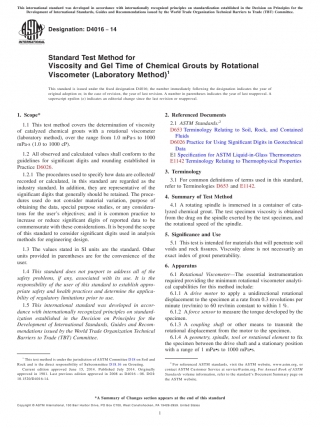 This international standard was developed in accordance with internationally recognized principles on standardization established in the Decision on Principles for the
Development of International Standards, Guides and Recommendations issued by the World Trade Organization Technical Barriers to Trade (TBT) Committee.
Designation: D4016 – 14
Standard Test Method for
Viscosity and Gel Time of Chemical Grouts by Rotational
Viscometer (Laboratory Method)1
This standard is issued under the fixed designation D4016; the number immediately following the designation indicates the year of
original adoption or, in the case of revision, the year of last revision. A number in parentheses indicates the year of last reapproval. A
superscript epsilon (ε) indicates an editorial change since the last revision or reapproval.
1. Scope*
1.1 This test method covers the determination of viscosity
of catalyzed chemical grouts with a rotational viscometer
(laboratory method), over the range from 1.0 mPa•s to 1000
mPa•s (1.0 to 1000 cP).
1.2 All observed and calculated values shall conform to the
guidelines for significant digits and rounding established in
Practice D6026.
1.2.1 The procedures used to specify how data are collected/
recorded or calculated, in this standard are regarded as the
industry standard. In addition, they are representative of the
significant digits that generally should be retained. The proce-
dures used do not consider material variation, purpose of
obtaining the data, special purpose studies, or any considera-
tions for the user's objectives; and it is common practice to
increase or reduce significant digits of reported data to be
commensurate with these considerations. It is beyond the scope
of this standard to consider significant digits used in analysis
methods for engineering design.
1.3 The values stated in SI units are the standard. Other
units provided in parentheses are for the convenience of the
user.
1.4 This standard does not purport to address all of the
safety problems, if any, associated with its use. It is the
responsibility of the user of this standard to establish appro-
priate safety and health practices and determine the applica-
bility of regulatory limitations prior to use.
1.5 This international standard was developed in accor-
dance with internationally recognized principles on standard-
ization established in the Decision on Principles for the
Development of International Standards, Guides and Recom-
mendations issued by the World Trade Organization Technical
Barriers to Trade (TBT) Committee.
1 This test method is under the jurisdiction of ASTM Committee D18 on Soil and
Rock and is the direct responsibility of Subcommittee D18.16 on Grouting.
Current edition approved June 15, 2014. Published July 2014. Originally
approved in 1981. Last previous edition approved in 2008 as D4016 – 08. DOI:
10.1520/D4016-14.
2. Referenced Documents
2.1 ASTM Standards:2
D653 Terminology Relating to Soil, Rock, and Contained
Fluids
D6026 Practice for Using Significant Digits in Geotechnical
Data
E1 Specification for ASTM Liquid-in-Glass Thermometers
E1142 Terminology Relating to Thermophysical Properties
3. Terminology
3.1 For common definitions of terms used in this standard,
refer to Terminologies D653 and E1142.
4. Summary of Test Method
4.1 A rotating spindle is immersed in a container of cata-
lyzed chemical grout. The test specimen viscosity is obtained
from the drag on the spindle exerted by the test specimen, and
the rotational speed of the spindle.
5. Significance and Use
5.1 This test is intended for materials that will penetrate soil
voids and rock fissures. Viscosity alone is not necessarily an
exact index of grout penetrability.
6. Apparatus
6.1 Rotational Viscometer—The essential instrumentation
required providing the minimum rotational viscometer analyti-
cal capabilities for this method include:
6.1.1 A drive motor to apply a unidirectional rotational
displacement to the specimen at a rate from 0.3 revolutions per
minute (rev/min) to 60 rev/min constant to within 1 %.
6.1.2 A force sensor to measure the torque developed by the
specimen.
6.1.3 A coupling shaft or other means to transmit the
rotational displacement from the motor to the specimen.
6.1.4 A geometry, spindle, tool or rotational element to fix
the specimen between the drive shaft and a stationary position
with a range of 1 mPa•s to 1000 mPa•s.
2 For referenced ASTM standards, visit the ASTM website, www.astm.org, or
contact ASTM Customer Service at service@astm.org. For Annual Book of ASTM
Standards volume information, refer to the standard's Document Summary page on
the ASTM website.
*A Summary of Changes section appears at the end of this standard
1